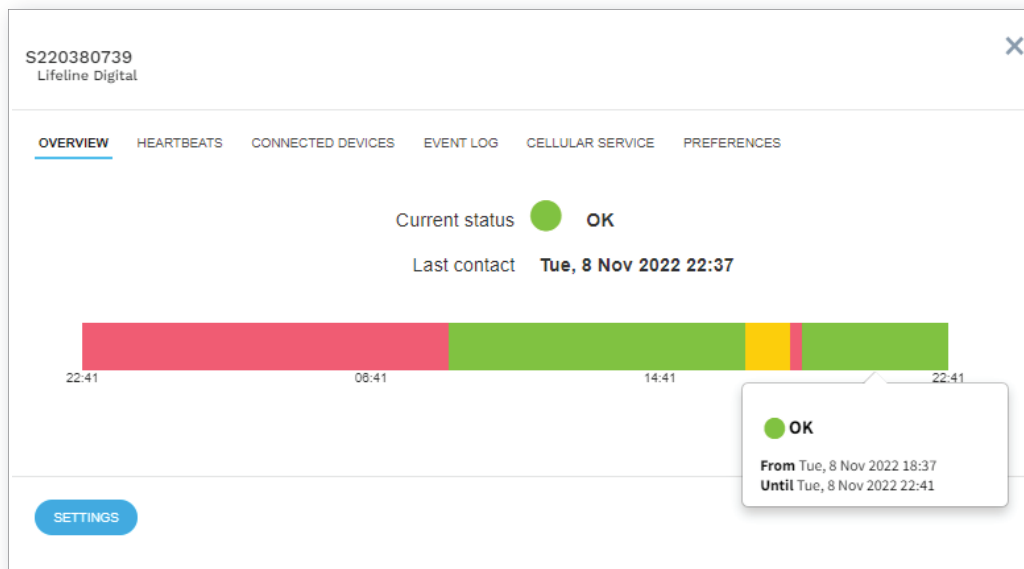 S220380739
Lifeline Digital
OVERVIEW HEARTBEATS CONNECTED DEVICES EVENT LOG CELLULAR SERVICE PREFERENCES
Current status OK
Last contact Tue, 8 Nov 2022 22:37
22:41 06:41 14:41 22:41
OK
From Tue, 8 Nov 2022 18:37
Until Tue, 8 Nov 2022 22:41
SETTINGS